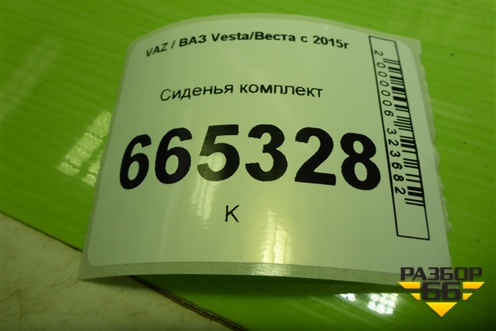 VAZ / ВАЗ Vesta/Веста с 2015г
Сиденья комплект
665328
К
2000006323682
РАЗБОР
66